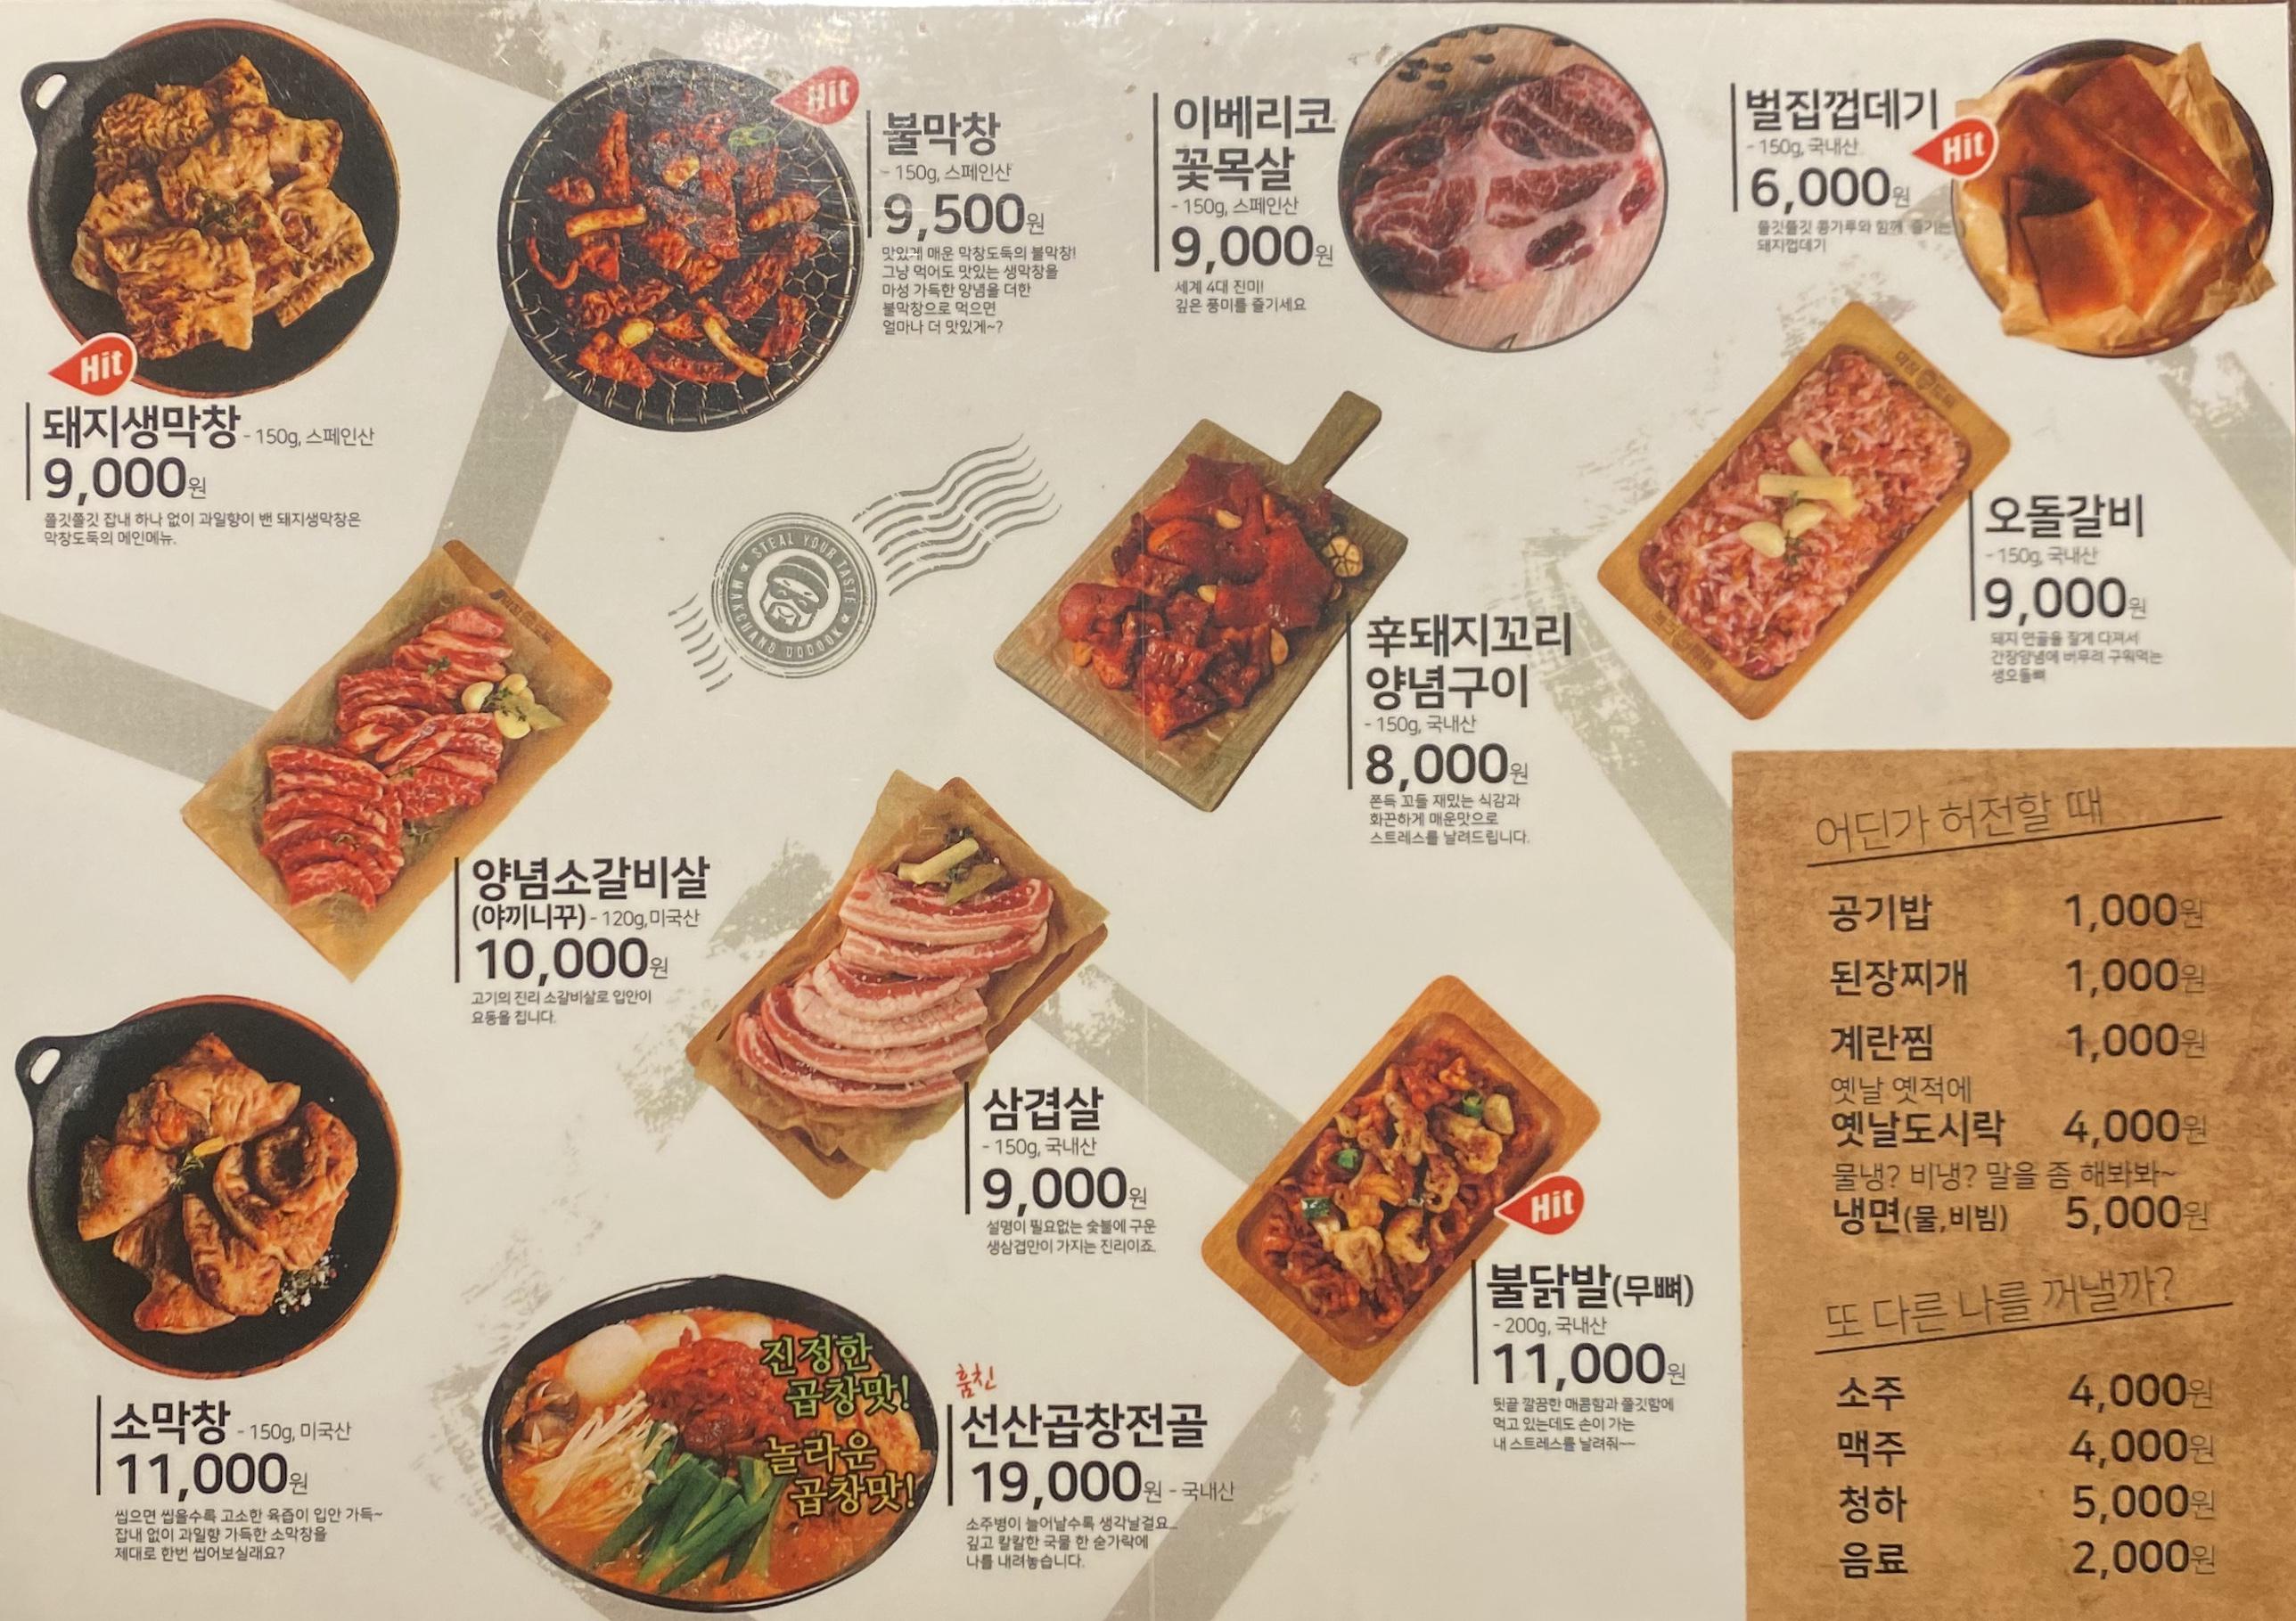 Hit
돼지생막창 - 150g, 스페인산
9,000원
쫄깃쫄깃 잡내 하나 없이 과일향이 밴 돼지생막창은
막창도둑의 메인메뉴.
Hit
불막창
- 150g, 스페인산
9,500원
맛있게 매운 막창도둑의 불막창!
그냥 먹어도 맛있는 생막창을
마성 가득한 양념을 더한
불막창으로 먹으면
얼마나 더 맛있게~?
이베리코
꽃목살
- 150g, 스페인산
9,000원
세계 4대 진미!
깊은 풍미를 즐기세요
벌집껍데기
- 150g, 국내산
Hit
6,000원
쫄깃쫄깃 콩가루와 함께 즐기는
돼지껍데기
STEAL YOUR TASTE
MAKCHANG DODOOK
辛돼지꼬리
양념구이
- 150g, 국내산
8,000원
쫀득 꼬들 재밌는 식감과
화끈하게 매운맛으로
스트레스를 날려드립니다.
오돌갈비
- 150g, 국내산
9,000원
돼지 연골을 잘게 다져서
간장양념에 버무려 구워먹는
생오돌뼈
양념소갈비살
(야끼니꾸) - 120g,미국산
10,000원
고기의 진리 소갈비살로 입안이
요동을 칩니다.
삼겹살
- 150g, 국내산
9,000원
설명이 필요없는 숯불에 구운
생삼겹만이 가지는 진리이죠.
Hit
불닭발(무뼈)
- 200g, 국내산
11,000원
뒷끝 깔끔한 매콤함과 쫄깃함에
먹고 있는데도 손이 가는
내 스트레스를 날려줘~~
소막창 - 150g, 미국산
11,000원
씹으면 씹을수록 고소한 육즙이 입안 가득~
잡내 없이 과일향 가득한 소막창을
제대로 한번 씹어보실래요?
진정한
곱창맛!
놀라운
곱창맛!
훔친
선산곱창전골
19,000원 - 국내산
소주병이 늘어날수록 생각날걸요...
깊고 칼칼한 국물 한 숟가락에
나를 내려놓습니다.
어딘가 허전할 때
공기밥 1,000원
된장찌개 1,000원
계란찜 1,000원
옛날 옛적에
옛날도시락 4,000원
물냉? 비냉? 말을 좀 해봐봐~
냉면(물,비빔) 5,000원
또 다른 나를 꺼낼까?
소주 4,000원
맥주 4,000원
청하 5,000원
음료 2,000원